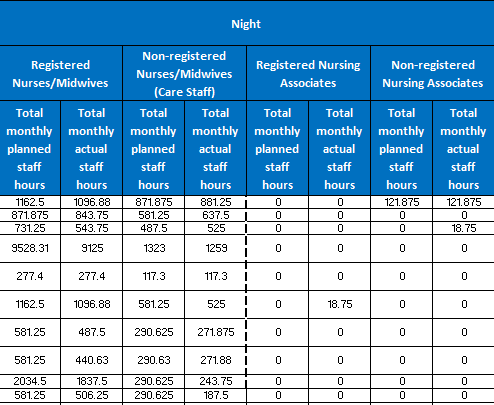 Night
Registered Nurses/Midwives Non-registered Nurses/Midwives (Care Staff) Registered Nursing Associates Non-registered Nursing Associates
Total monthly planned staff hours Total monthly actual staff hours Total monthly planned staff hours Total monthly actual staff hours Total monthly planned staff hours Total monthly actual staff hours Total monthly planned staff hours Total monthly actual staff hours
1162.5 1096.88 871.875 881.25 0 0 121.875 121.875
871.875 843.75 581.25 637.5 0 0 0 0
731.25 543.75 487.5 525 0 0 0 18.75
9528.31 9125 1323 1259 0 0 0 0
277.4 277.4 117.3 117.3 0 0 0 0
1162.5 1096.88 581.25 525 0 18.75 0 0
581.25 487.5 290.625 271.875 0 0 0 0
581.25 440.63 290.63 271.88 0 0 0 0
2034.5 1837.5 290.625 243.75 0 0 0 0
581.25 506.25 290.625 187.5 0 0 0 0